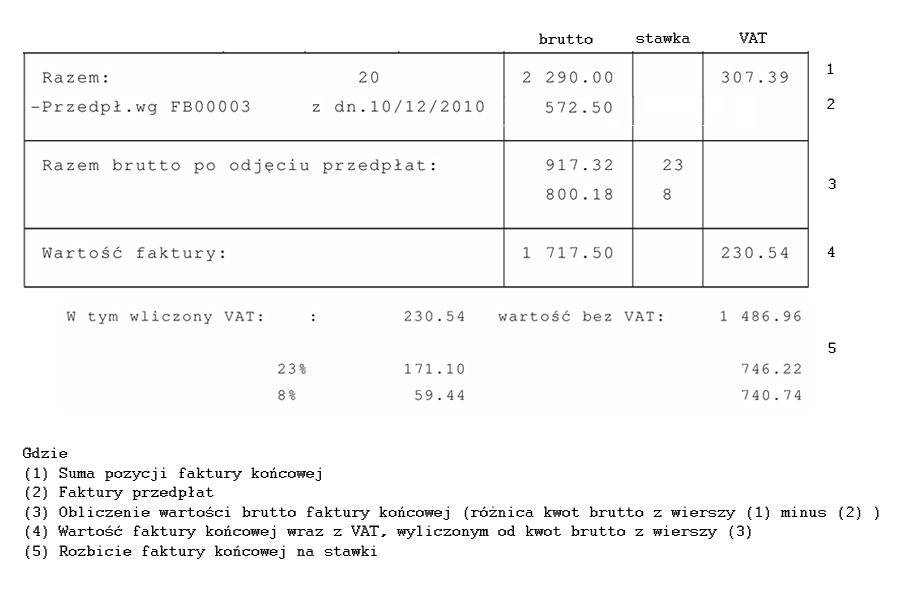 brutto stawka VAT
Razem: 20 2 290.00 307.39 1
-Przedpł.wg FB00003 z dn.10/12/2010 572.50 2
Razem brutto po odjęciu przedpłat: 917.32 23
3
800.18 8
Wartość faktury: 1 717.50 230.54 4
W tym wliczony VAT: : 230.54 wartość bez VAT: 1 486.96
5
23% 171.10 746.22
8% 59.44 740.74
Gdzie
(1) Suma pozycji faktury końcowej
(2) Faktury przedpłat
(3) Obliczenie wartości brutto faktury końcowej (różnica kwot brutto z wierszy (1) minus (2) )
(4) Wartość faktury końcowej wraz z VAT, wyliczonym od kwot brutto z wierszy (3)
(5) Rozbicie faktury końcowej na stawki